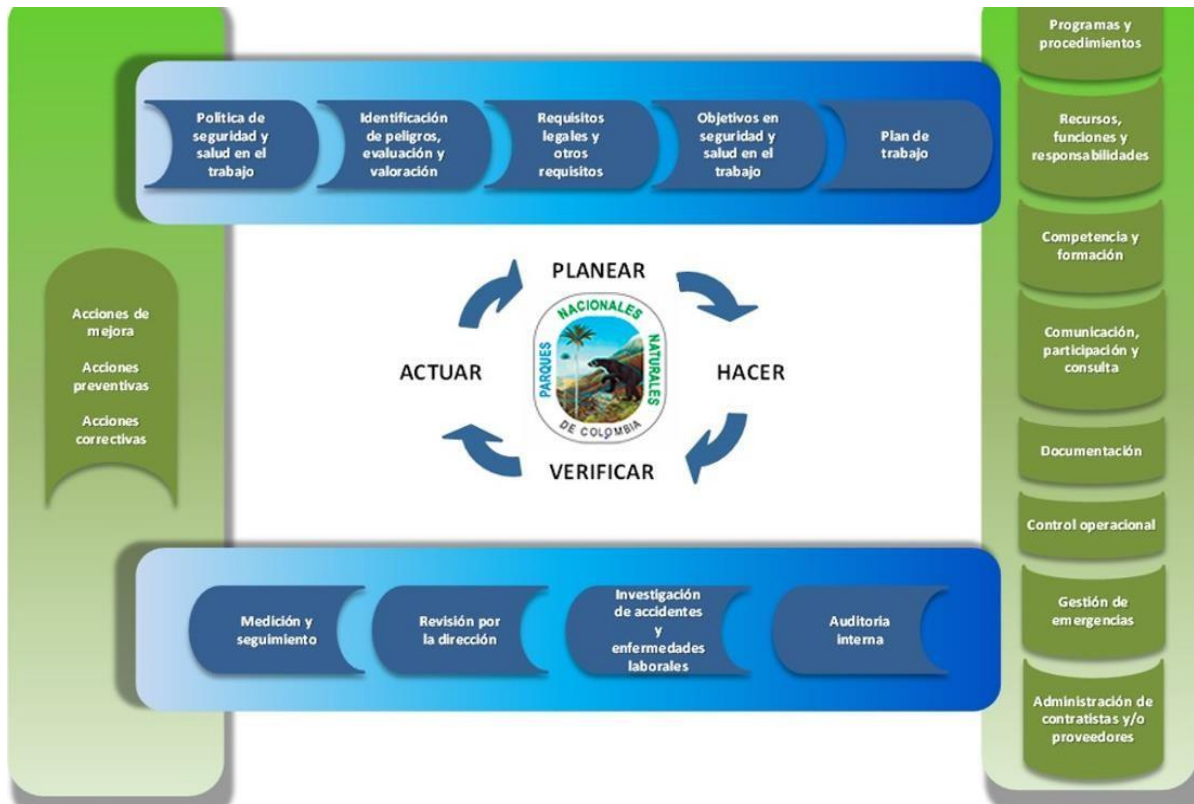 Política de
seguridad y
salud en el
trabajo
Identificación
de peligros,
evaluación y
valoración
Requisitos
legales y
otros
requisitos
Objetivos en
seguridad y
salud en el
trabajo
Plan de
trabajo
Programas y
procedimientos
Recursos,
funciones y
responsabilidades
Competencia y
formación
Comunicación,
participación y
consulta
Documentación
Control operacional
Gestión de
emergencias
Administración de
contratistas y/o
proveedores
Acciones de
mejora
Acciones
preventivas
Acciones
correctivas
PLANEAR
HACER
VERIFICAR
ACTUAR
PARQUES
NACIONALES
NATURALES
DE COLOMBIA
Medición y
seguimiento
Revisión por
la dirección
Investigación
de accidentes
y
enfermedades
laborales
Auditoria
interna